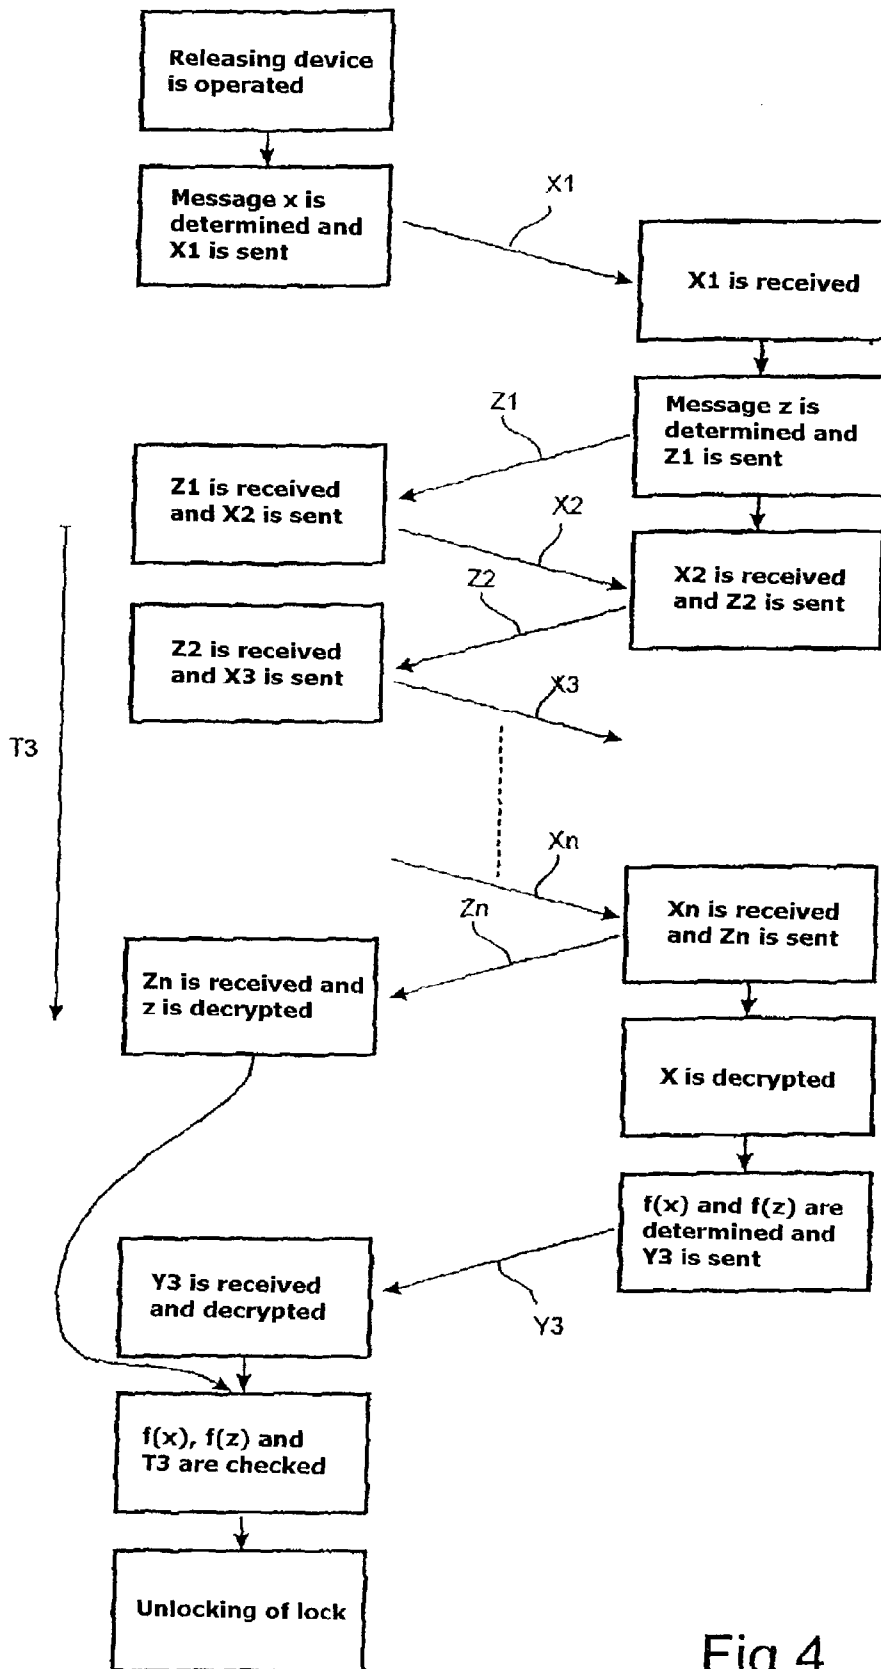 Releasing device
is operated
Message x is
determined and
X1 is sent
X1
X1 is received
Message z is
determined and
Z1 is sent
Z1
Z1 is received
and X2 is sent
X2
X2 is received
and Z2 is sent
Z2
Z2 is received
and X3 is sent
X3
T3
Xn
Xn is received
and Zn is sent
Zn
Zn is received and
z is decrypted
X is decrypted
f(x) and f(z) are
determined and
Y3 is sent
Y3
Y3 is received
and decrypted
f(x), f(z) and
T3 are checked
Unlocking of lock
Fig 4